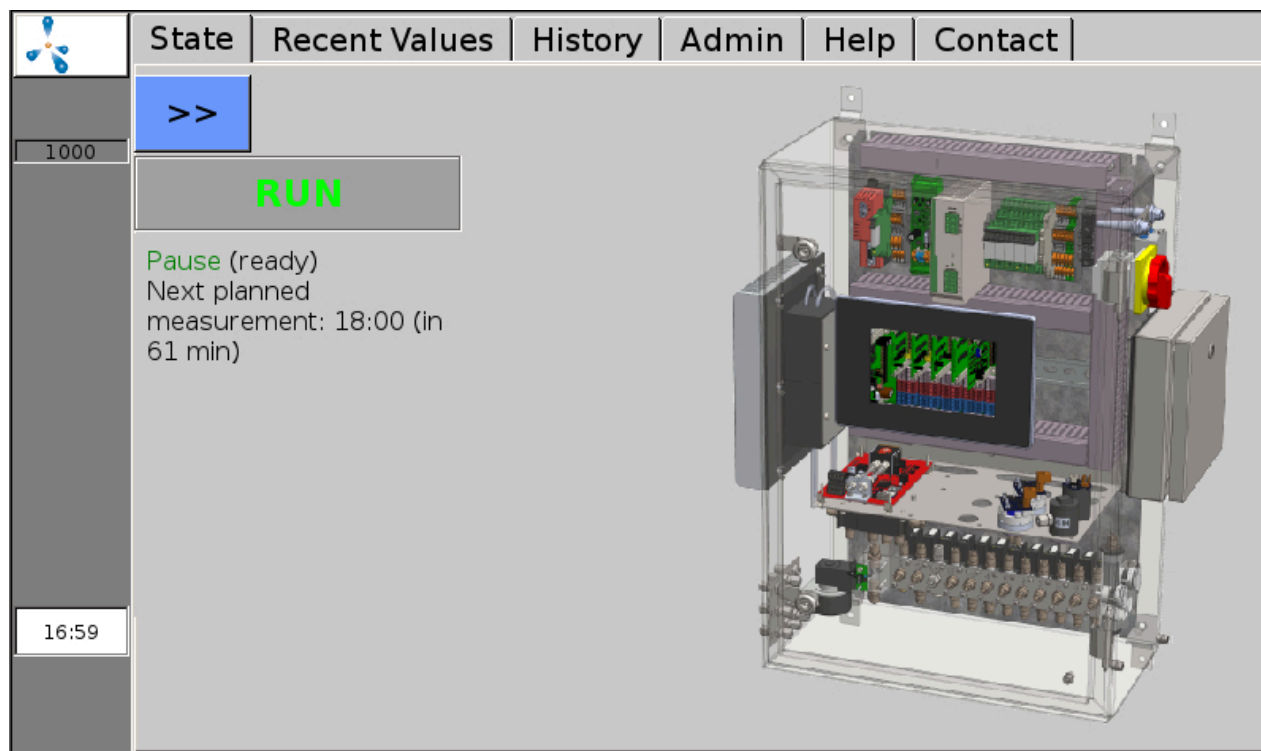 State Recent Values History Admin Help Contact
>>
1000
RUN
Pause (ready)
Next planned
measurement: 18:00 (in
61 min)
16:59